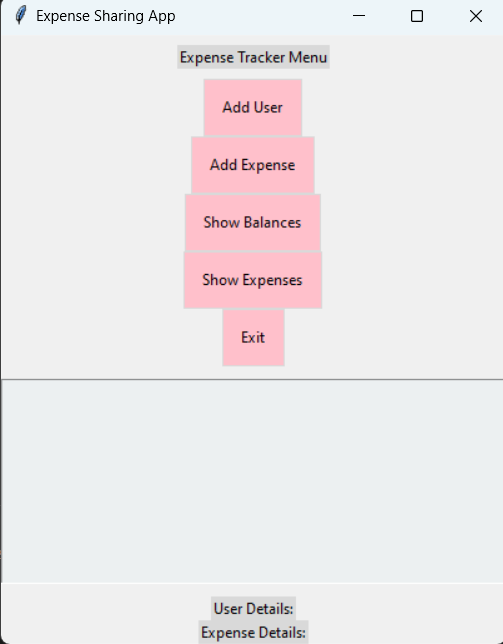 Expense Sharing App
Expense Tracker Menu
Add User
Add Expense
Show Balances
Show Expenses
Exit
User Details:
Expense Details: